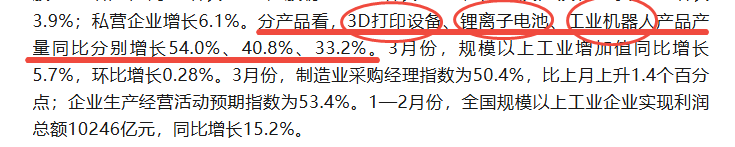 3.9%；私营企业增长6.1%。分产品看，3D打印设备、锂离子电池、工业机器人产品产
量同比分别增长54.0%、40.8%、33.2%。3月份，规模以上工业增加值同比增长
5.7%，环比增长0.28%。3月份，制造业采购经理指数为50.4%，比上月上升1.4个百分
点；企业生产经营活动预期指数为53.4%。1—2月份，全国规模以上工业企业实现利润
总额10246亿元，同比增长15.2%。